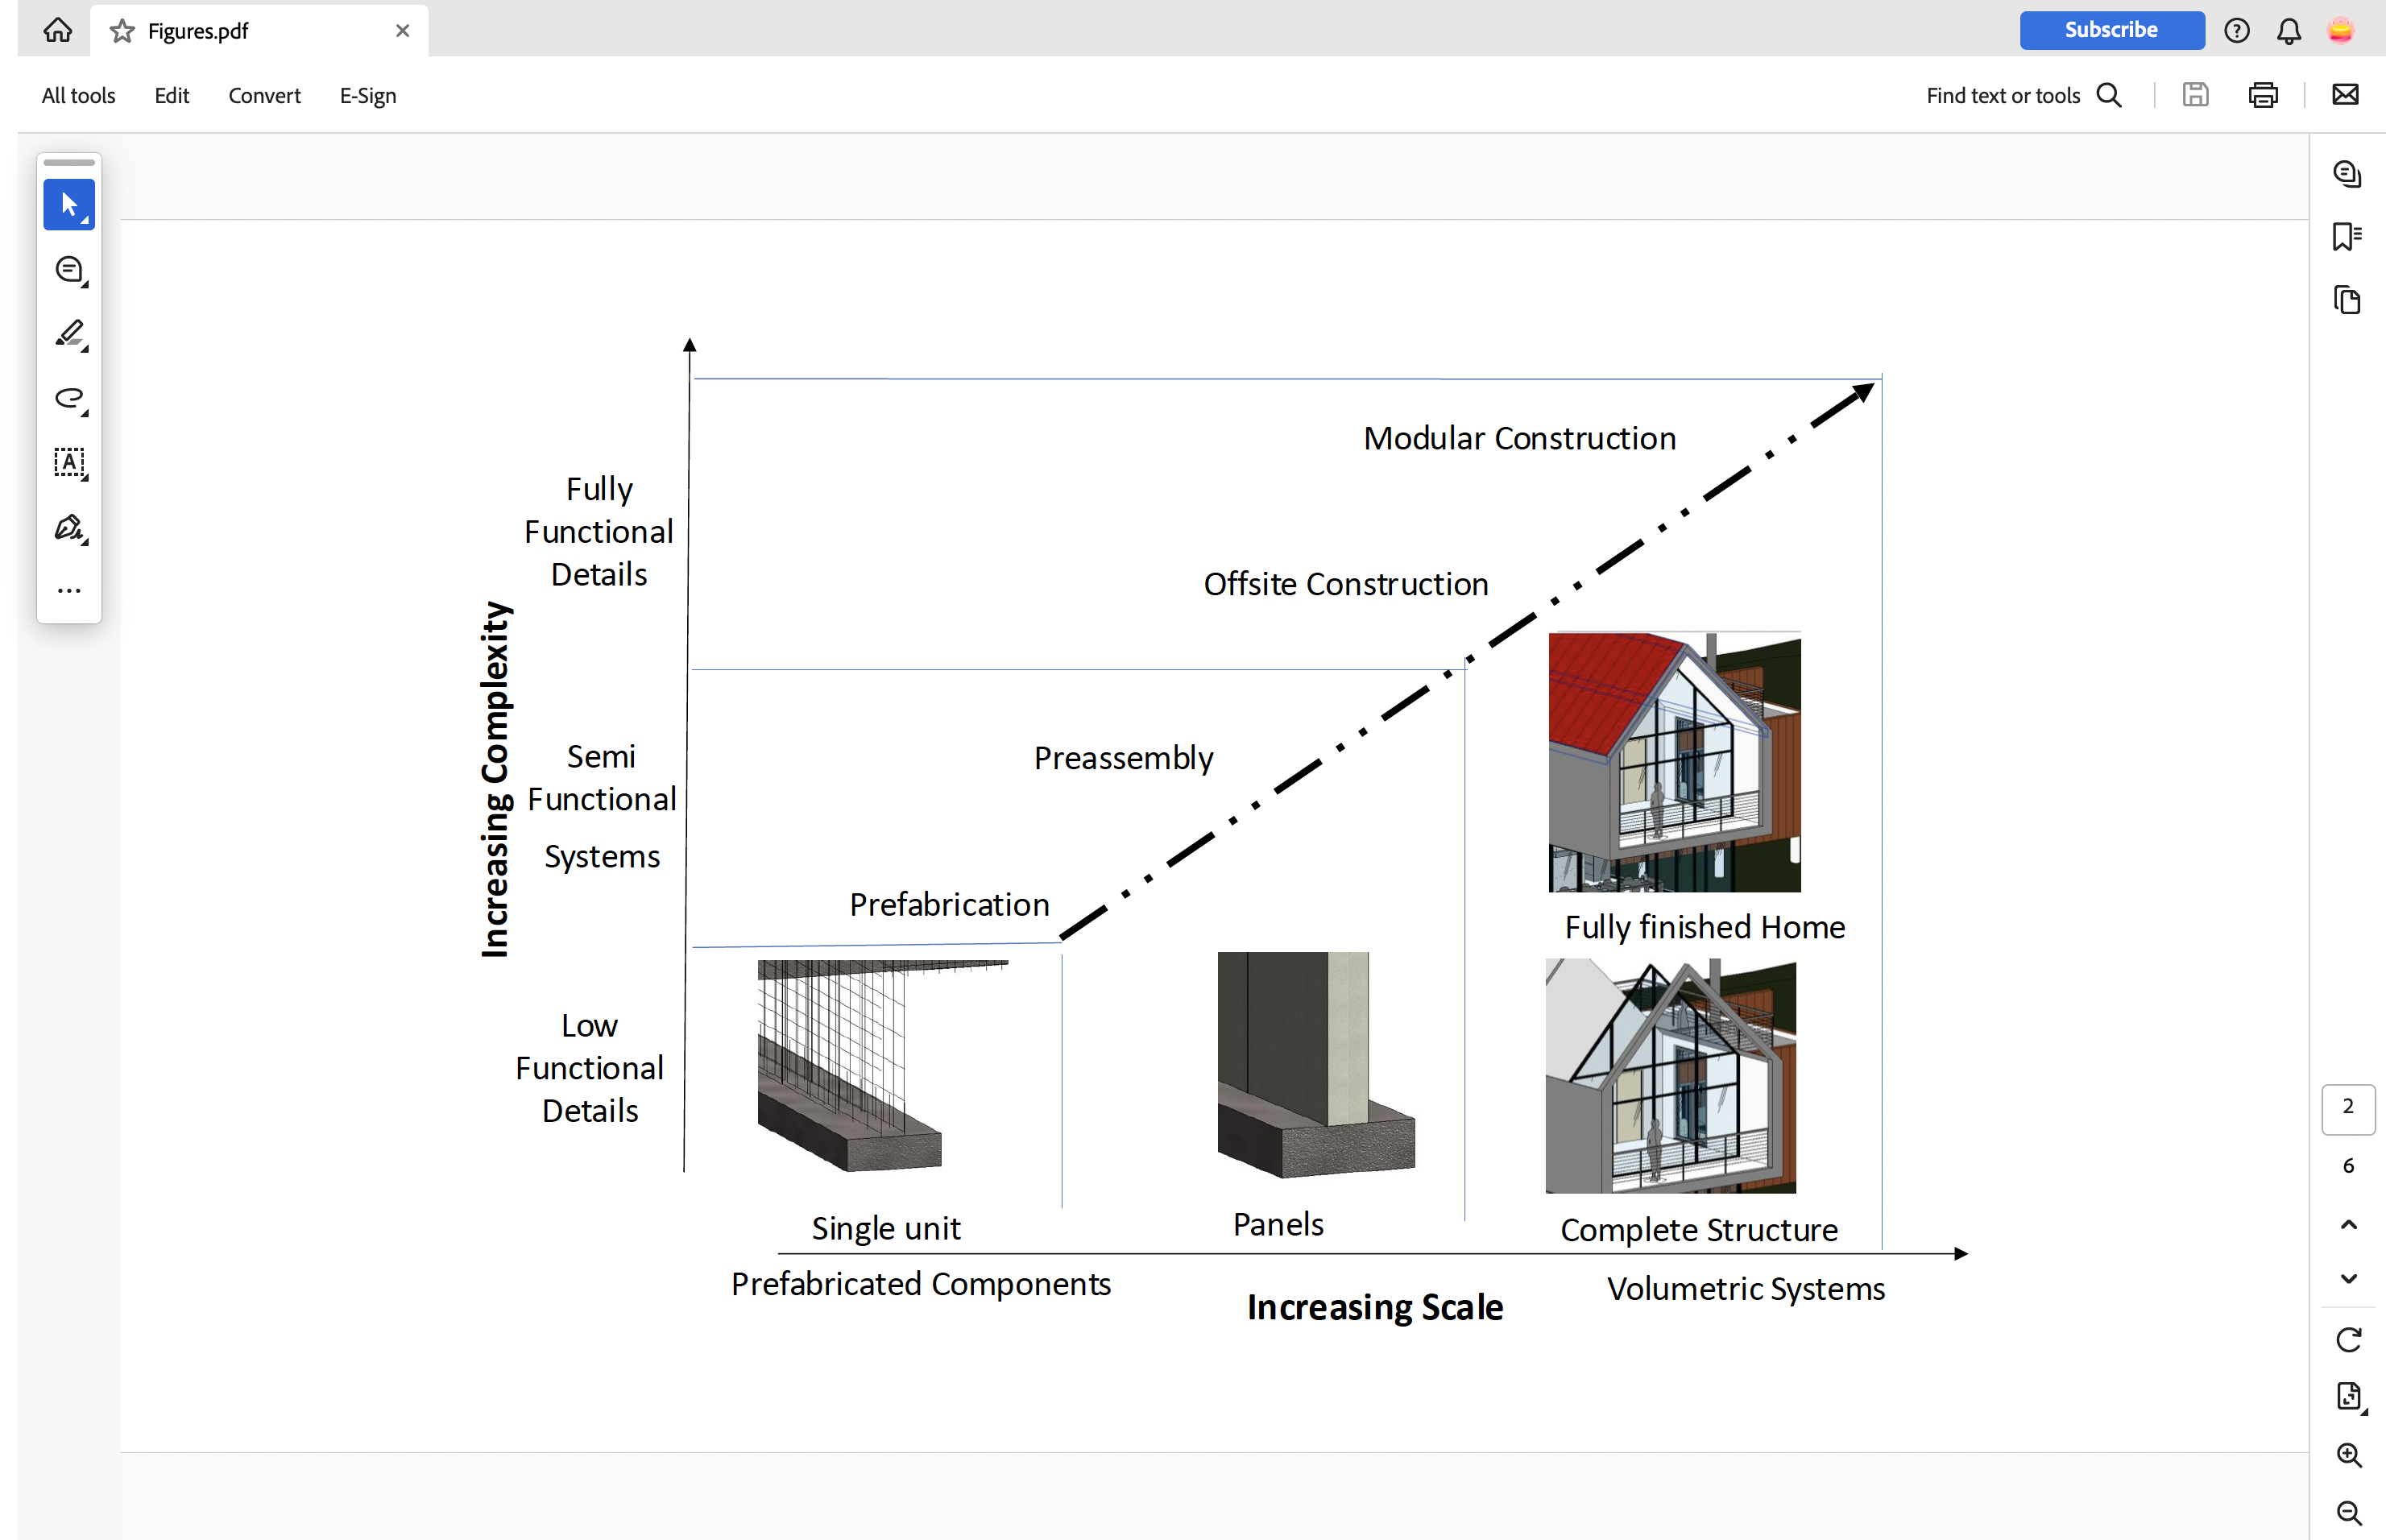 Figures.pdf
Subscribe
All tools
Edit
Convert
E-Sign
Find text or tools
A
Modular Construction
Fully
Functional
Details
Offsite Construction
Increasing Complexity
Preassembly
Semi
Functional
Systems
Prefabrication
Fully finished Home
Low
Functional
Details
2
6
Single unit
Panels
Complete Structure
Prefabricated Components
Volumetric Systems
Increasing Scale